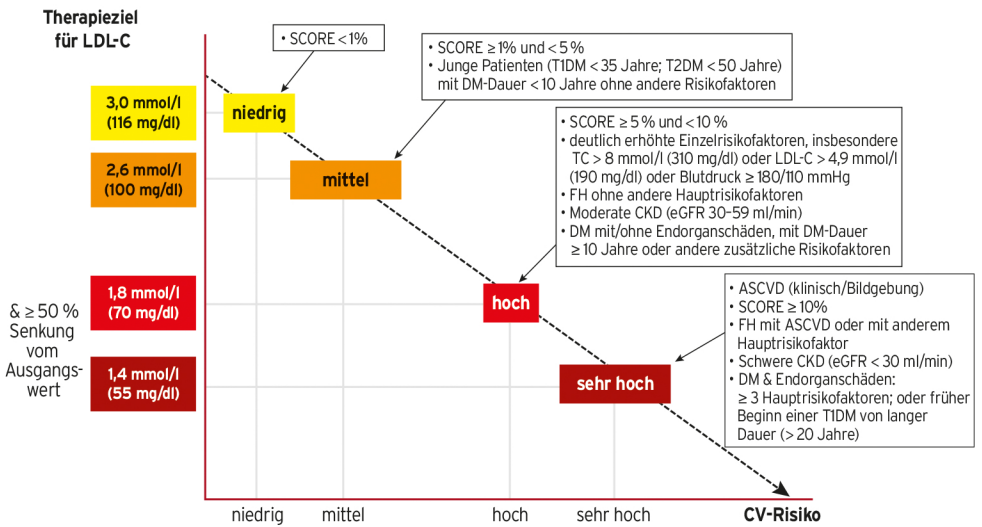 Therapieziel
für LDL-C
• SCORE < 1%
• SCORE ≥ 1% und < 5 %
• Junge Patienten (T1DM < 35 Jahre; T2DM < 50 Jahre)
mit DM-Dauer < 10 Jahre ohne andere Risikofaktoren
3,0 mmol/l
(116 mg/dl)
niedrig
• SCORE ≥ 5 % und < 10 %
• deutlich erhöhte Einzelrisikofaktoren, insbesondere
TC > 8 mmol/l (310 mg/dl) oder LDL-C > 4,9 mmol/l
(190 mg/dl) oder Blutdruck ≥ 180/110 mmHg
• FH ohne andere Hauptrisikofaktoren
• Moderate CKD (eGFR 30–59 ml/min)
• DM mit/ohne Endorganschäden, mit DM-Dauer
≥ 10 Jahre oder andere zusätzliche Risikofaktoren
2,6 mmol/l
(100 mg/dl)
mittel
& ≥ 50 %
Senkung
vom
Ausgangs-
wert
1,8 mmol/l
(70 mg/dl)
hoch
• ASCVD (klinisch/Bildgebung)
• SCORE ≥ 10%
• FH mit ASCVD oder mit anderem
Hauptrisikofaktor
• Schwere CKD (eGFR < 30 ml/min)
• DM & Endorganschäden:
≥ 3 Hauptrisikofaktoren; oder früher
Beginn einer T1DM von langer
Dauer (> 20 Jahre)
1,4 mmol/l
(55 mg/dl)
sehr hoch
niedrig
mittel
hoch
sehr hoch
CV-Risiko